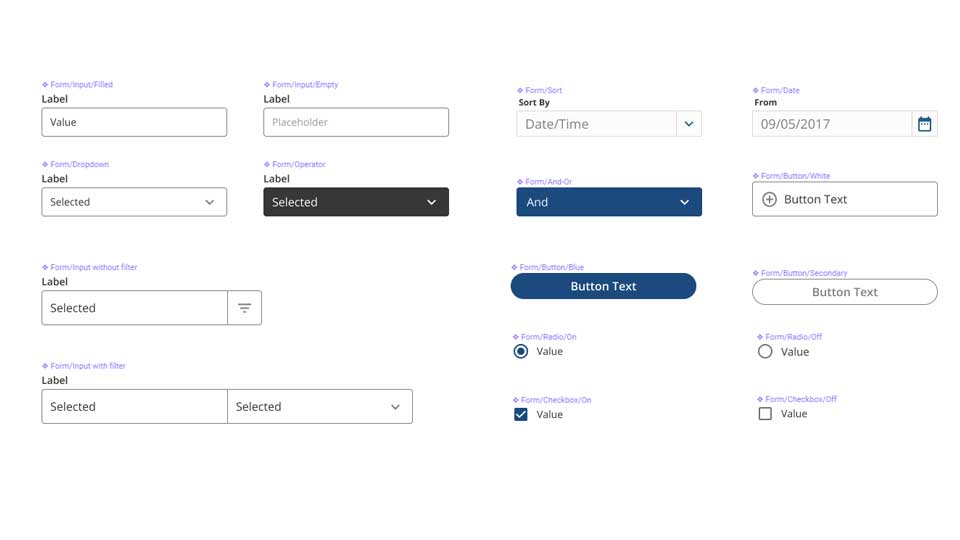 Form/Input/Filled
Label
Value
Form/Input/Empty
Label
Placeholder
Form/Sort
Sort By
Date/Time
Form/Date
From
09/05/2017
Form/Dropdown
Label
Selected
Form/Operator
Label
Selected
Form/And-Or
And
Form/Button/White
Button Text
Form/Input without filter
Label
Selected
Form/Button/Blue
Button Text
Form/Button/Secondary
Button Text
Form/Radio/On
Value
Form/Radio/Off
Value
Form/Input with filter
Label
Selected
Selected
Form/Checkbox/On
Value
Form/Checkbox/Off
Value